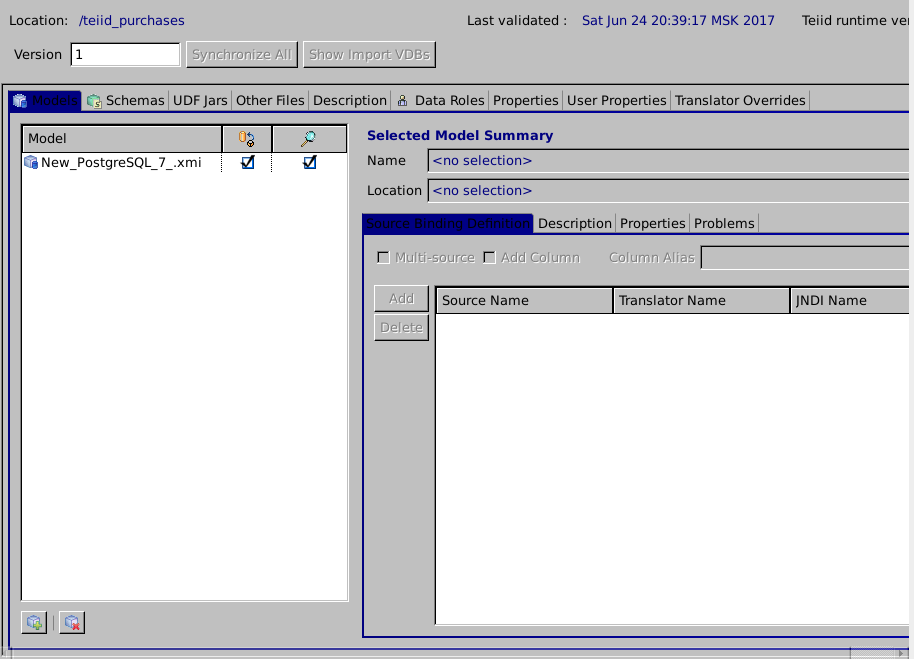 Location: /teiid_purchases Last validated : Sat Jun 24 20:39:17 MSK 2017 Teiid runtime ver
Version 1 Synchronize All Show Import VDBs
Models Schemas UDF Jars Other Files Description Data Roles Properties User Properties Translator Overrides
Model
New_PostgreSQL_7_.xmi
Selected Model Summary
Name <no selection>
Location <no selection>
Source Binding Definition Description Properties Problems
Multi-source Add Column Column Alias
Add
Delete
Source Name Translator Name JNDI Name